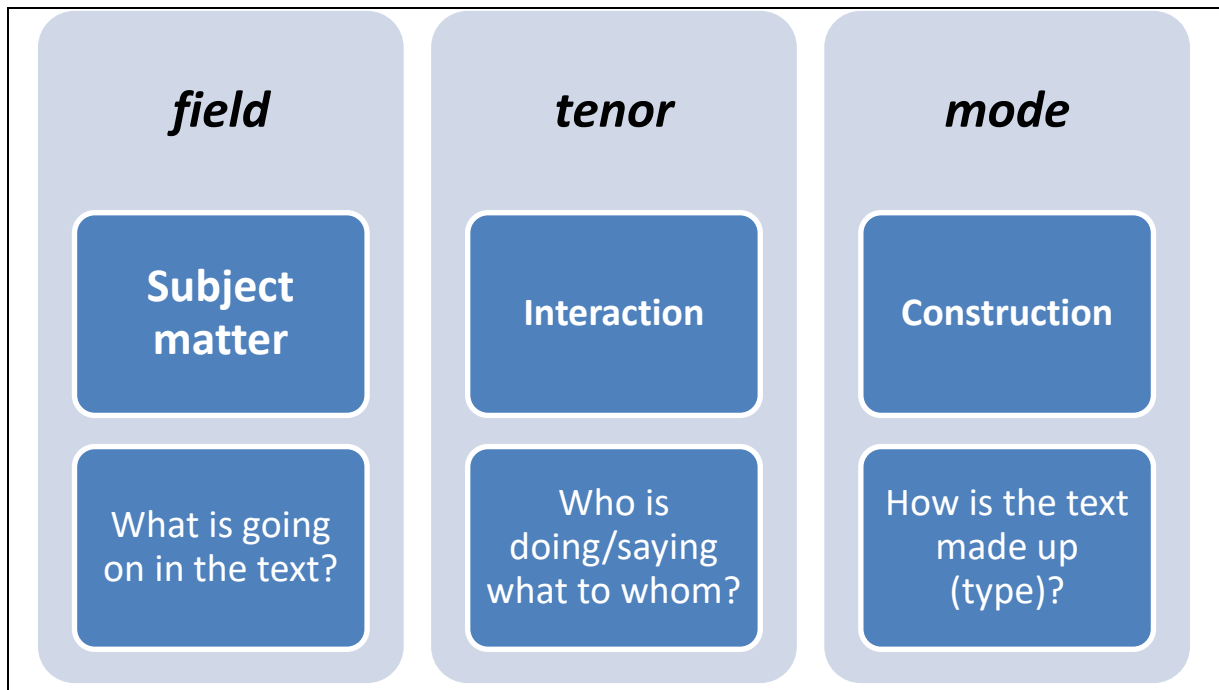 field
Subject
matter
What is going
on in the text?
tenor
Interaction
Who is
doing/saying
what to whom?
mode
Construction
How is the text
made up
(type)?